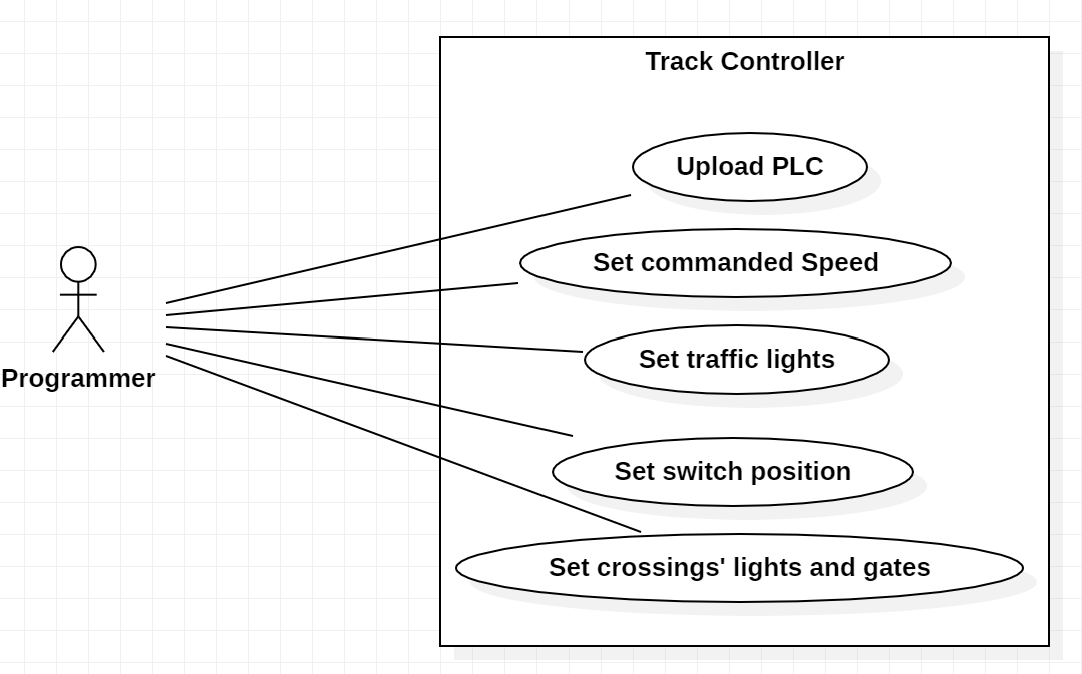 Track Controller
Upload PLC
Set commanded Speed
Set traffic lights
Programmer
Set switch position
Set crossings' lights and gates